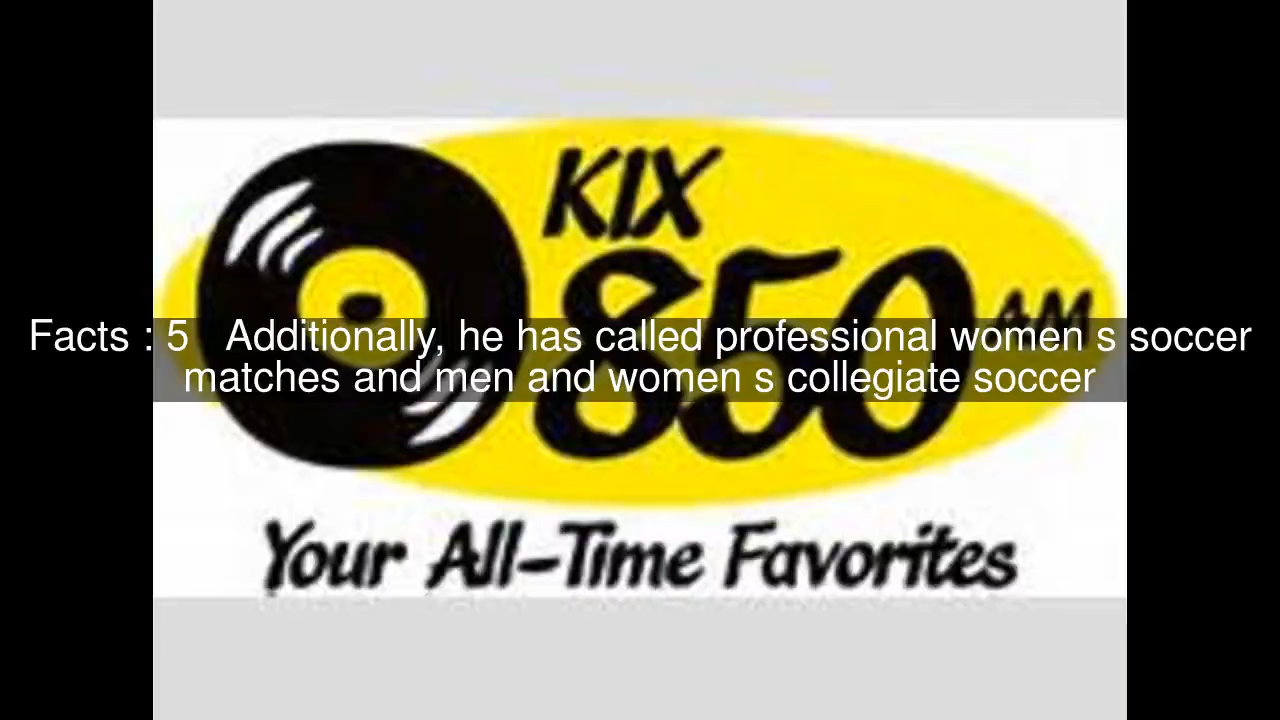 KIX
850 AM
Facts : 5 Additionally, he has called professional women s soccer
matches and men and women s collegiate soccer
Your All-Time Favorites